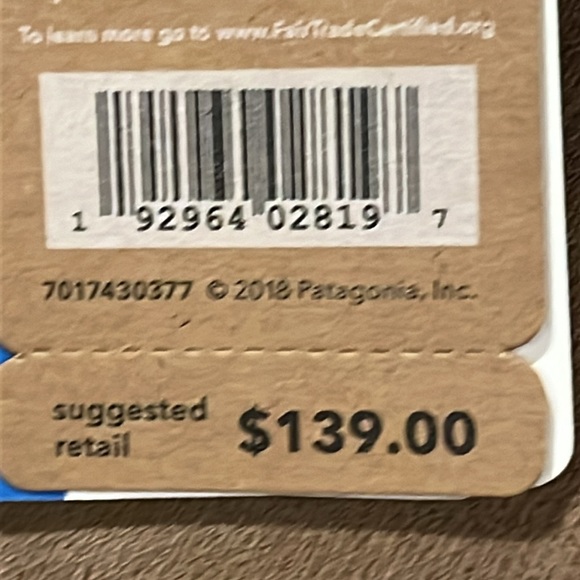 To learn more go to www.FairTradeCertified.org
1 92964 02819 7
7017430377 © 2018 Patagonia, Inc.
suggested
retail
$139.00